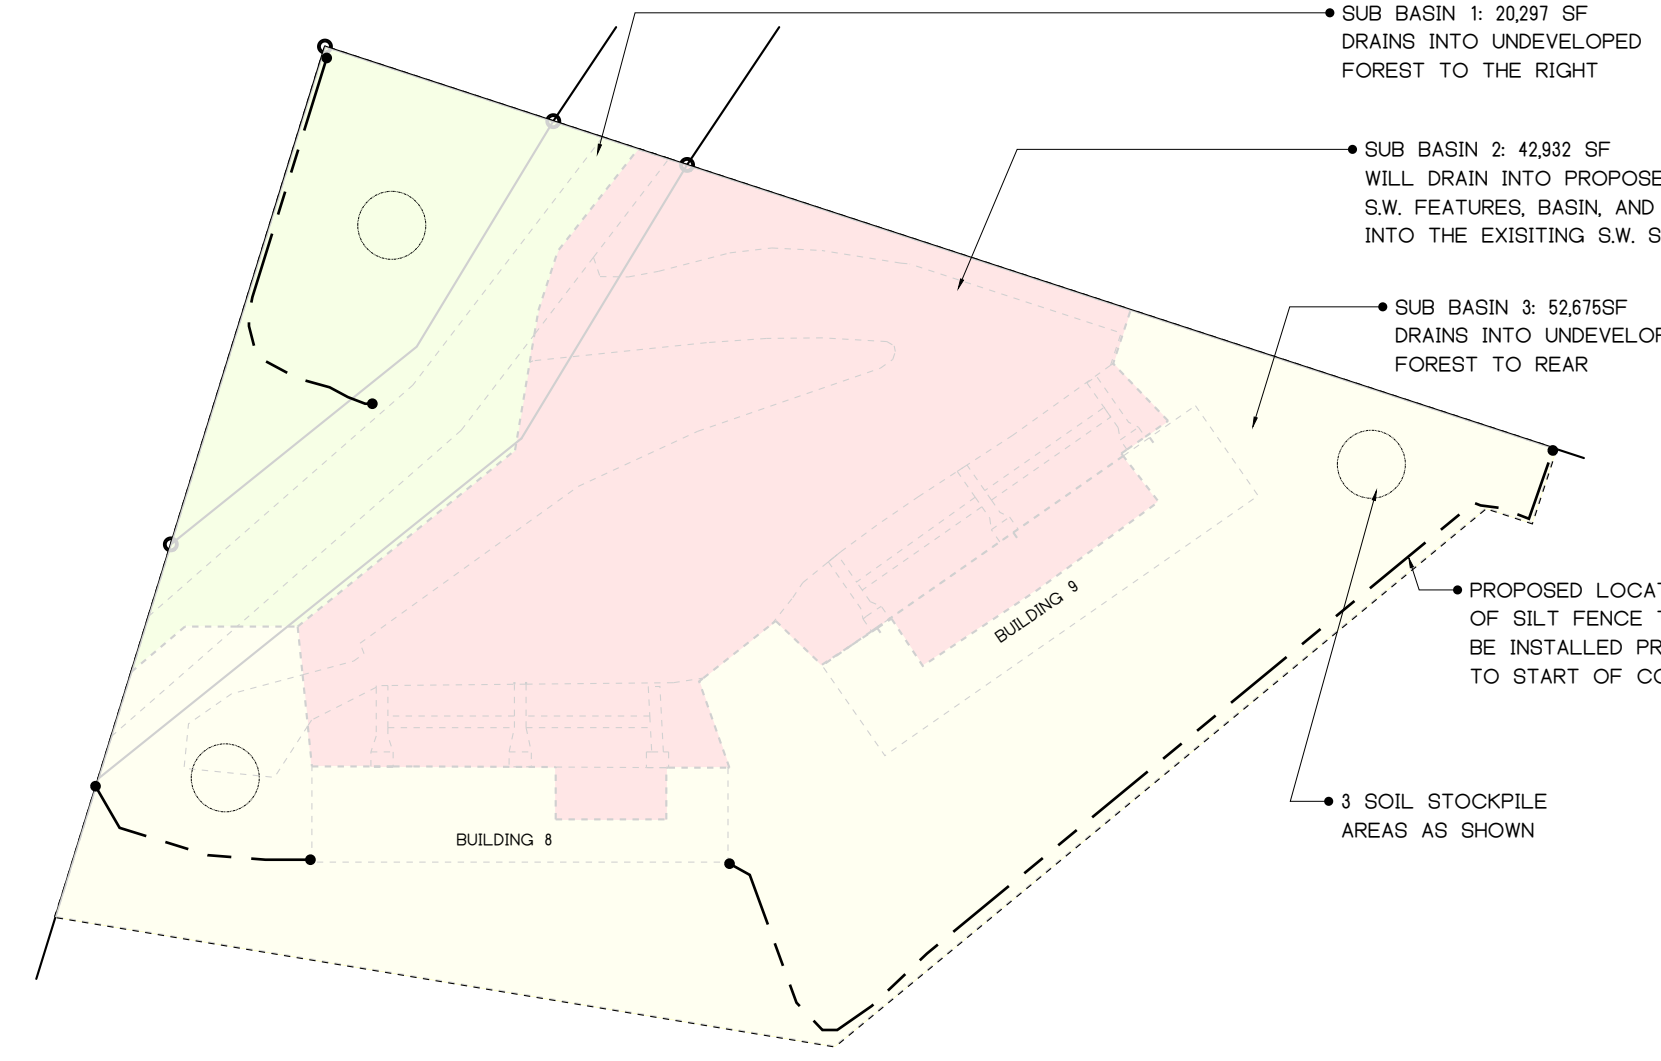 SUB BASIN 1: 20,297 SF
DRAINS INTO UNDEVELOPED
FOREST TO THE RIGHT
SUB BASIN 2: 42,932 SF
WILL DRAIN INTO PROPOSE
S.W. FEATURES, BASIN, AND
INTO THE EXISITING S.W. S
SUB BASIN 3: 52,675SF
DRAINS INTO UNDEVELOP
FOREST TO REAR
PROPOSED LOCAT
OF SILT FENCE T
BE INSTALLED PR
TO START OF CO
BUILDING 9
3 SOIL STOCKPILE
AREAS AS SHOWN
BUILDING 8